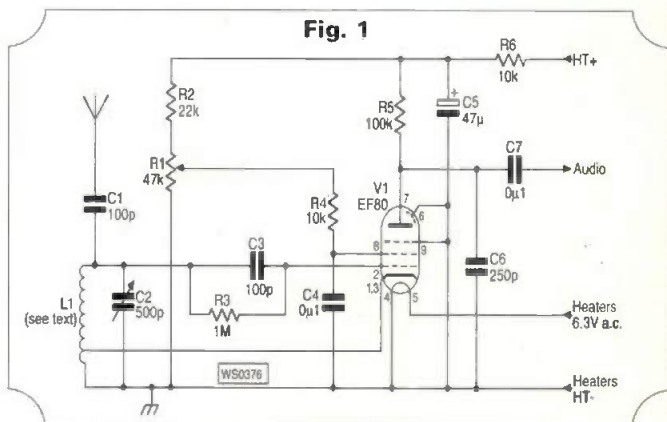 Fig. 1
R6
10k
HT+
R2
22k
R5
100k
C5
+
47µ
C7
0µ1
Audio
R1
47k
C1
100p
R4
10k
V1
EF80
7
6
C3
100p
8
9
2
1,3
4
5
C6
250p
L1
(see text)
C2
500p
R3
1M
C4
0µ1
Heaters
6.3V a.c.
WS0376
Heaters
HT-